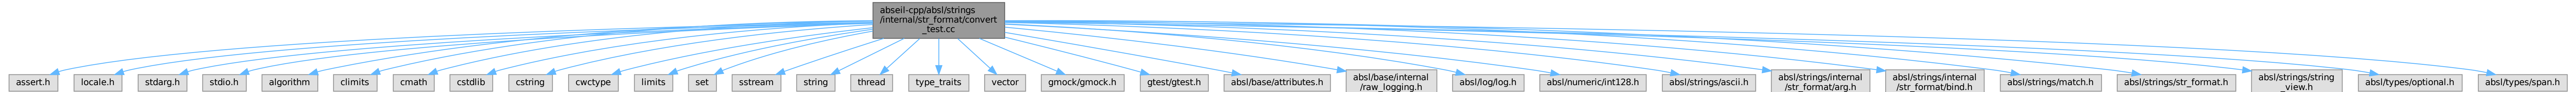 abseil-cpp/absl/strings
/internal/str_format/convert
_test.cc
assert.h
locale.h
stdarg.h
stdio.h
algorithm
climits
cmath
cstdlib
cstring
cwctype
limits
set
sstream
string
thread
type_traits
vector
gmock/gmock.h
gtest/gtest.h
absl/base/attributes.h
absl/base/internal
/raw_logging.h
absl/log/log.h
absl/numeric/int128.h
absl/strings/ascii.h
absl/strings/internal
/str_format/arg.h
absl/strings/internal
/str_format/bind.h
absl/strings/match.h
absl/strings/str_format.h
absl/strings/string
_view.h
absl/types/optional.h
absl/types/span.h